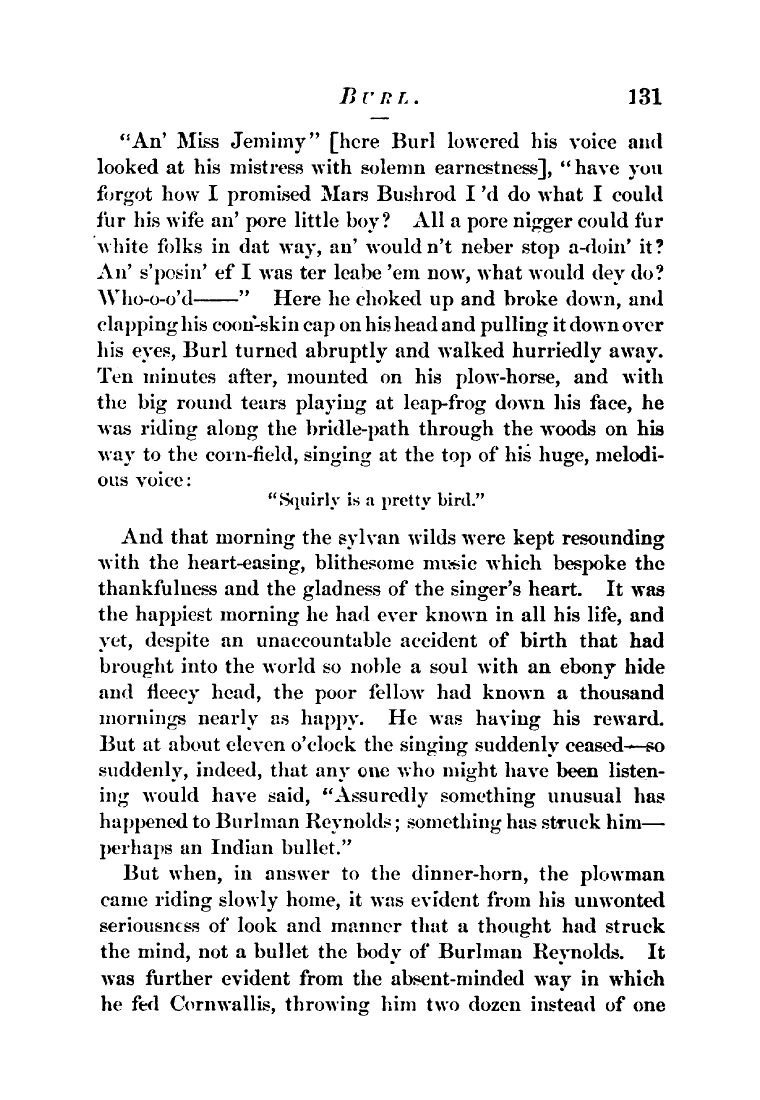 BURL. 131
“An’ Miss Jemimy” [here Burl lowered his voice and
looked at his mistress with solemn earnestness], “have you
forgot how I promised Mars Bushrod I ’d do what I could
fur his wife an’ pore little boy? All a pore nigger could fur
white folks in dat way, an’ would n’t neber stop a-doin’ it?
An’ s’posin’ ef I was ter leabe ’em now, what would dey do?
Who-o-o’d——” Here he choked up and broke down, and
clapping his coon-skin cap on his head and pulling it down over
his eyes, Burl turned abruptly and walked hurriedly away.
Ten minutes after, mounted on his plow-horse, and with
the big round tears playing at leap-frog down his face, he
was riding along the bridle-path through the woods on his
way to the corn-field, singing at the top of his huge, melodi-
ous voice:
“Squirly is a pretty bird.”
And that morning the sylvan wilds were kept resounding
with the heart-easing, blithesome music which bespoke the
thankfulness and the gladness of the singer’s heart. It was
the happiest morning he had ever known in all his life, and
yet, despite an unaccountable accident of birth that had
brought into the world so noble a soul with an ebony hide
and fleecy head, the poor fellow had known a thousand
mornings nearly as happy. He was having his reward.
But at about eleven o’clock the singing suddenly ceased—so
suddenly, indeed, that any one who might have been listen-
ing would have said, “Assuredly something unusual has
happened to Burlman Reynolds; something has struck him—
perhaps an Indian bullet.”
But when, in answer to the dinner-horn, the plowman
came riding slowly home, it was evident from his unwonted
seriousness of look and manner that a thought had struck
the mind, not a bullet the body of Burlman Reynolds. It
was further evident from the absent-minded way in which
he fed Cornwallis, throwing him two dozen instead of one